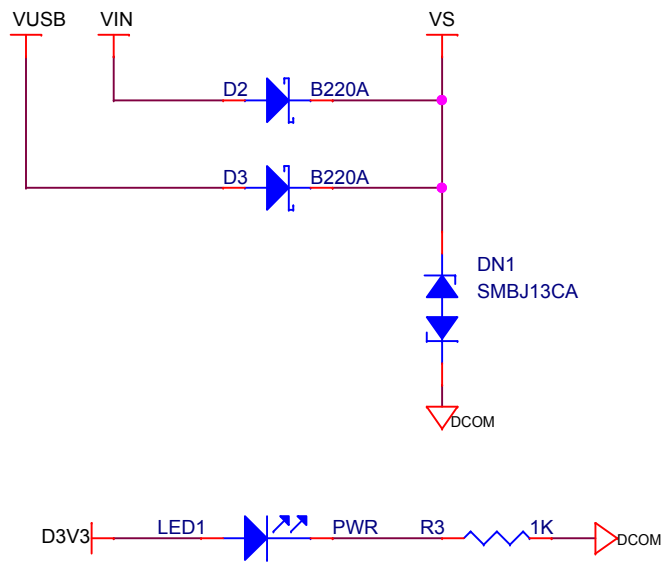 VUSB VIN VS
D2 B220A
D3 B220A
DN1
SMBJ13CA
DCOM
D3V3 LED1 PWR R3 1K DCOM